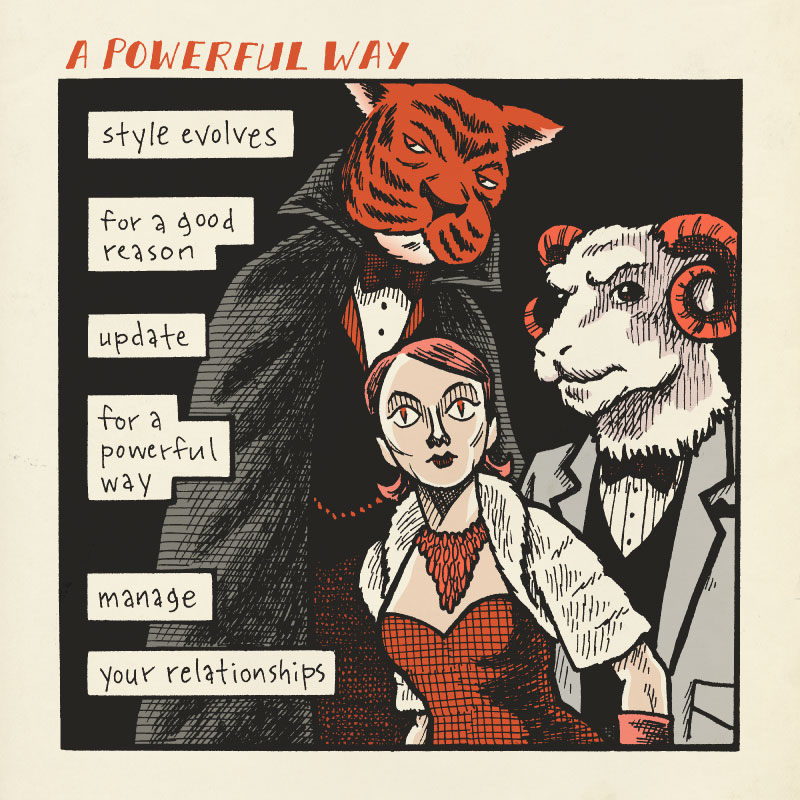 A POWERFUL WAY
style evolves
for a good
reason
update
for a
powerful
way
manage
your relationships